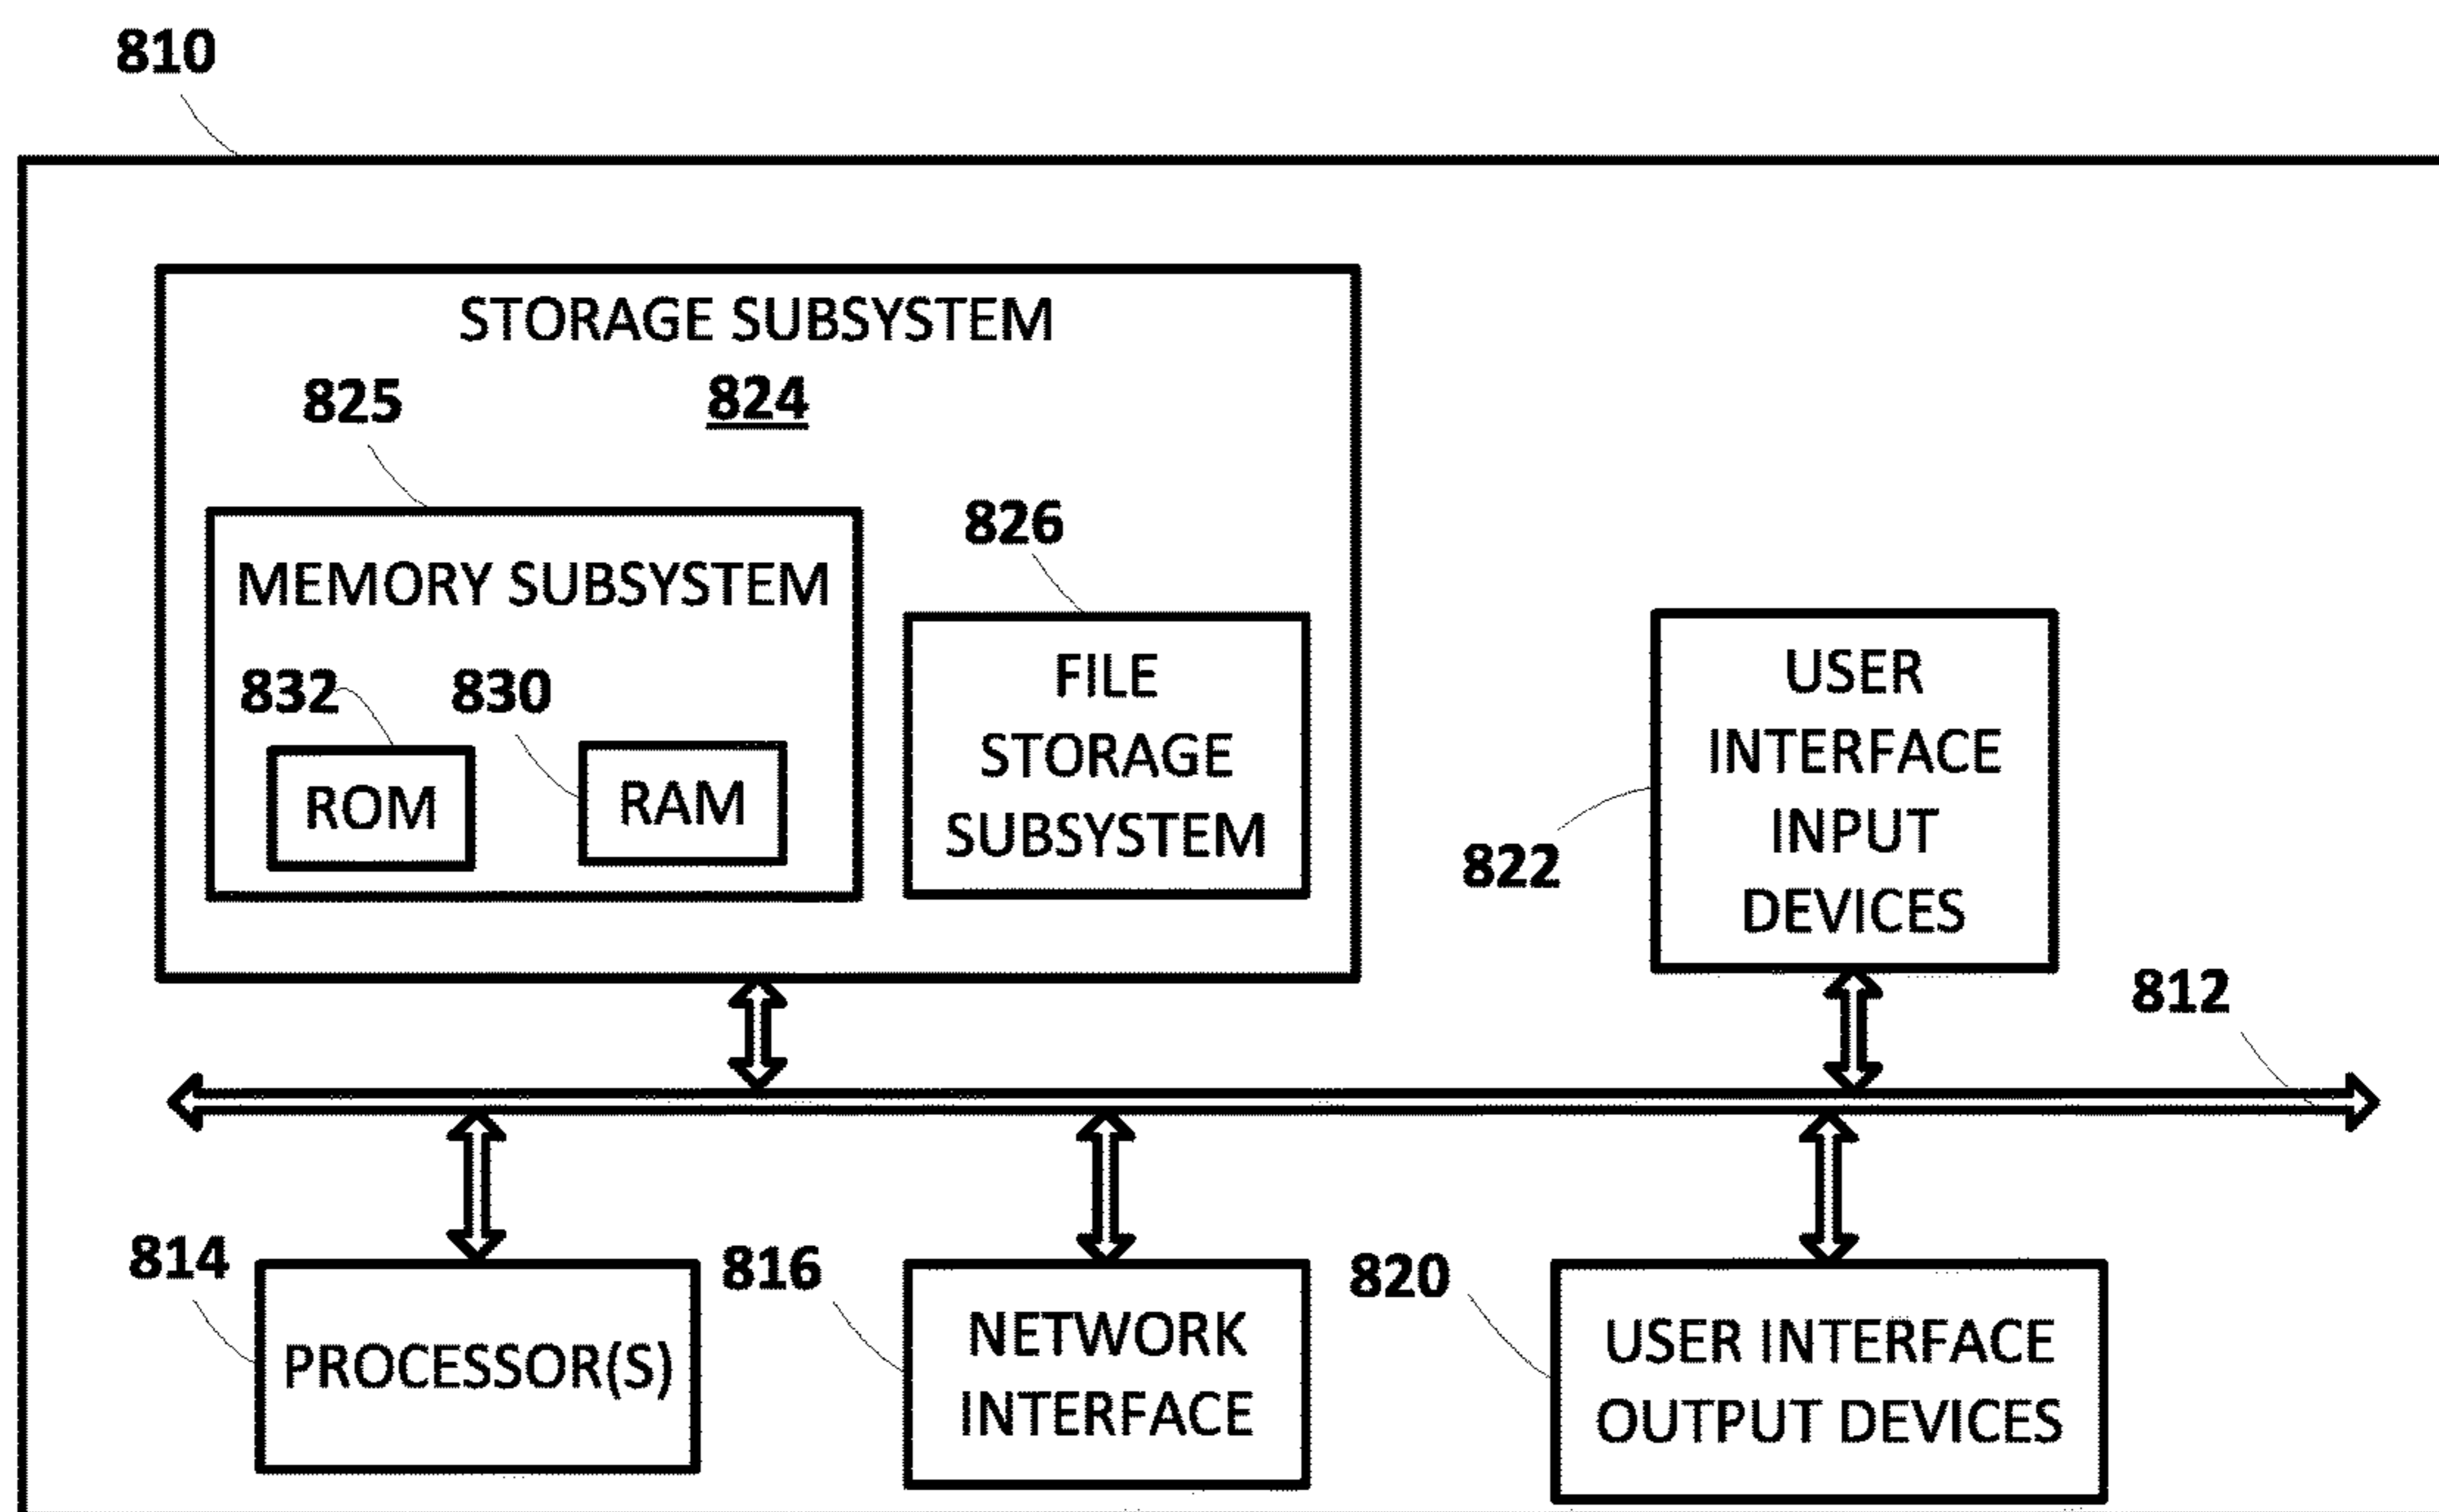 810
STORAGE SUBSYSTEM
824
825
MEMORY SUBSYSTEM
832
830
ROM
RAM
826
FILE
STORAGE
SUBSYSTEM
822
USER
INTERFACE
INPUT
DEVICES
812
814
PROCESSOR(S)
816
NETWORK
INTERFACE
820
USER INTERFACE
OUTPUT DEVICES